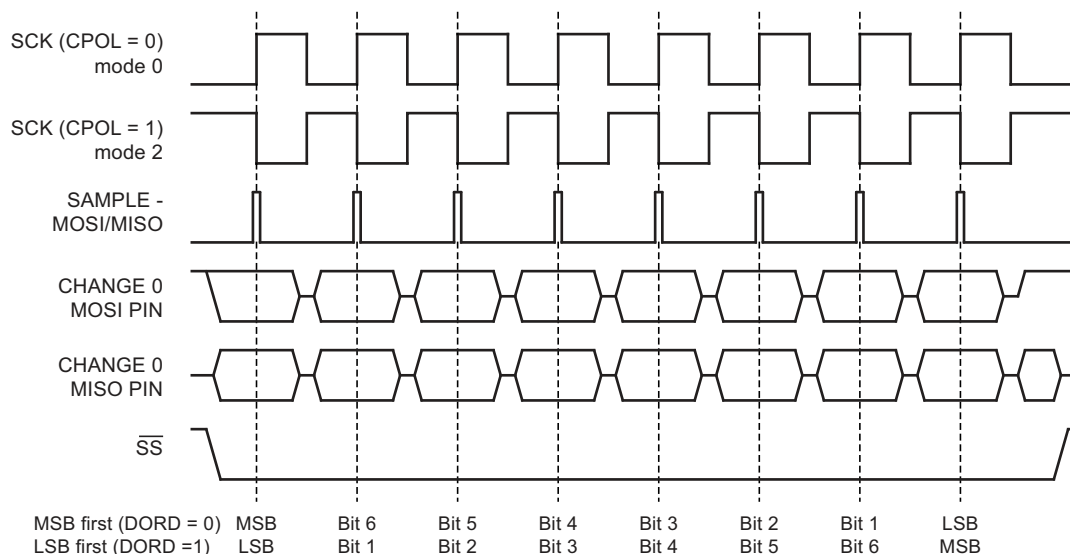 SCK (CPOL = 0)
mode 0
SCK (CPOL = 1)
mode 2
SAMPLE -
MOSI/MISO
CHANGE 0
MOSI PIN
CHANGE 0
MISO PIN
SS
MSB first (DORD = 0) MSB Bit 6 Bit 5 Bit 4 Bit 3 Bit 2 Bit 1 LSB
LSB first (DORD =1) LSB Bit 1 Bit 2 Bit 3 Bit 4 Bit 5 Bit 6 MSB